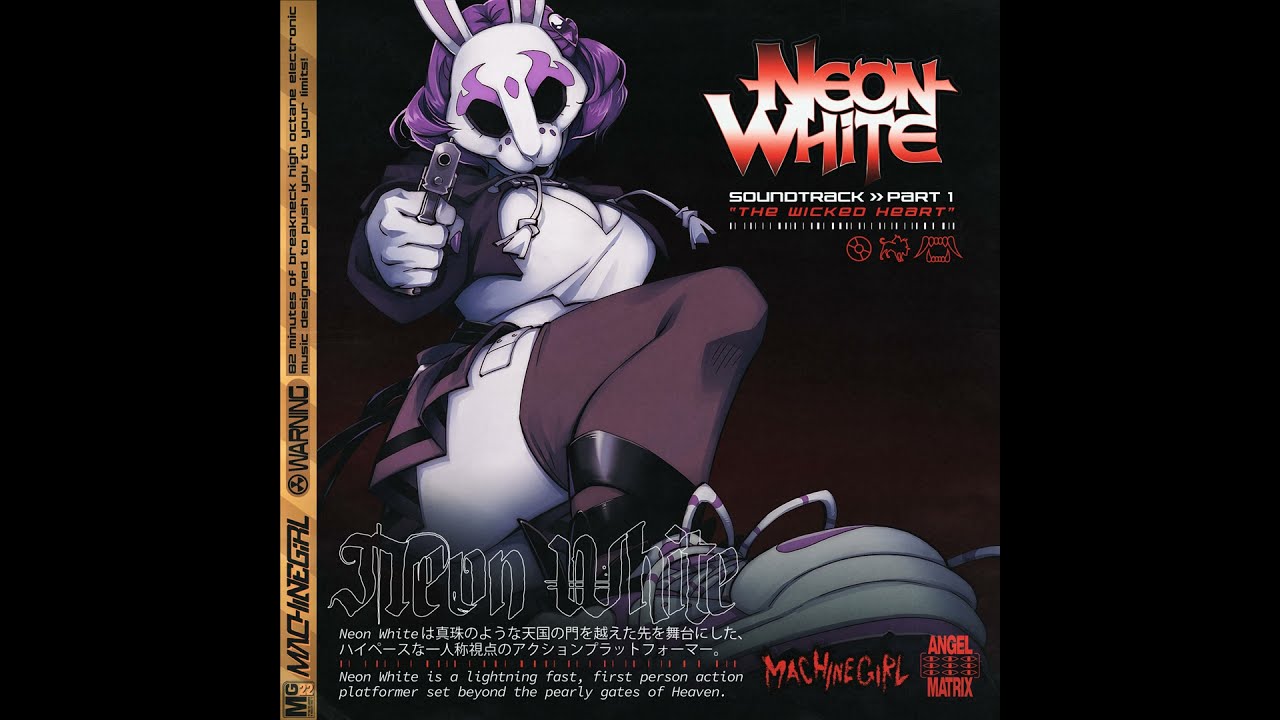 82 minutes of breakneck high octane electronic
music designed to push you to your limits!
WARNING
MACHINEGIRL
MG
22
NEON
WHITE
SOUNDTRACK >> PART 1
"THE WICKED HEART"
Neon White
Neon Whiteは真珠のような天国の門を越えた先を舞台にした、
ハイペースな一人称視点のアクションプラットフォーマー。
Neon White is a lightning fast, first person action
platformer set beyond the pearly gates of Heaven.
MACHINEGIRL
ANGEL
MATRIX